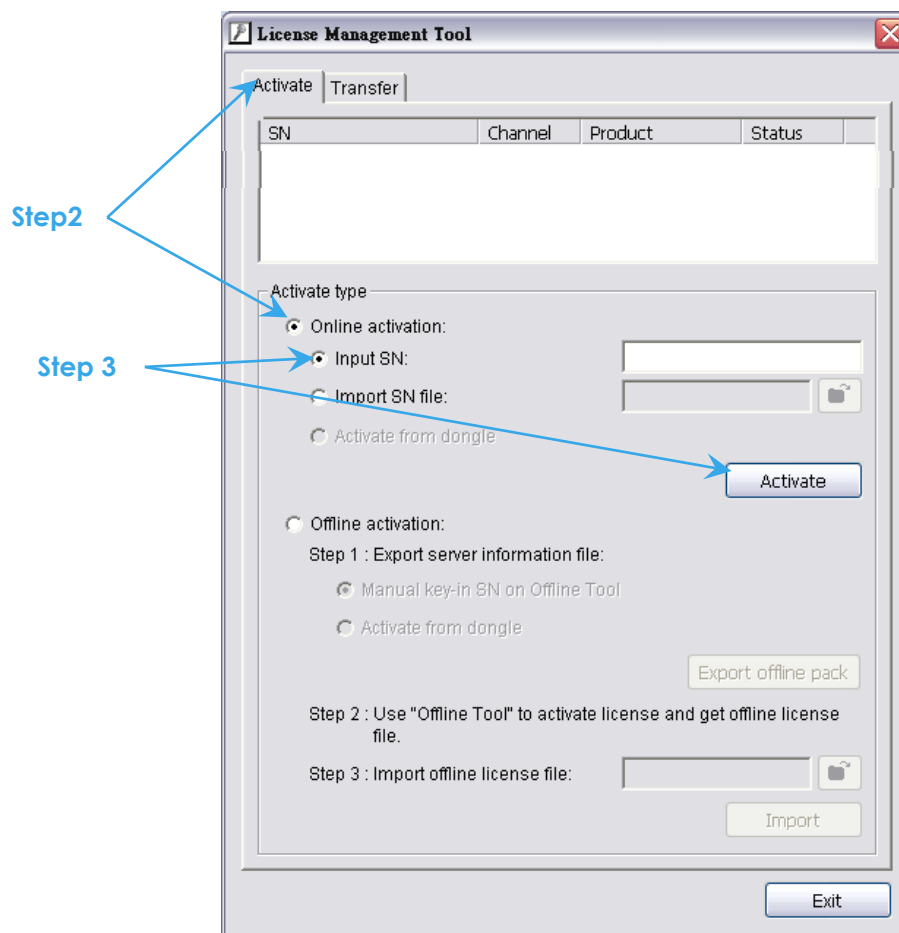 License Management Tool
Activate
Transfer
SN Channel Product Status
Step2
Activate type
Online activation:
Step 3
Input SN:
Import SN file:
Activate from dongle
Activate
Offline activation:
Step 1 : Export server information file:
Manual key-in SN on Offline Tool
Activate from dongle
Export offline pack
Step 2 : Use "Offline Tool" to activate license and get offline license
file.
Step 3 : Import offline license file:
Import
Exit